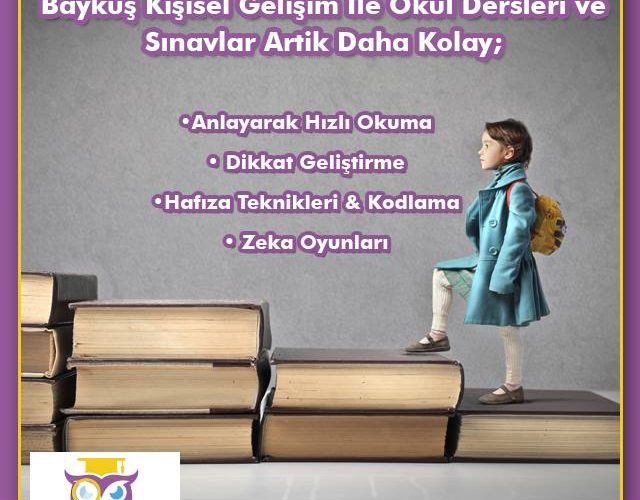 Baykuş Kişisel Gelişim İle Okul Dersleri ve
Sınavlar Artik Daha Kolay;
•Anlayarak Hızlı Okuma
• Dikkat Geliştirme
•Hafıza Teknikleri & Kodlama
• Zeka Oyunları